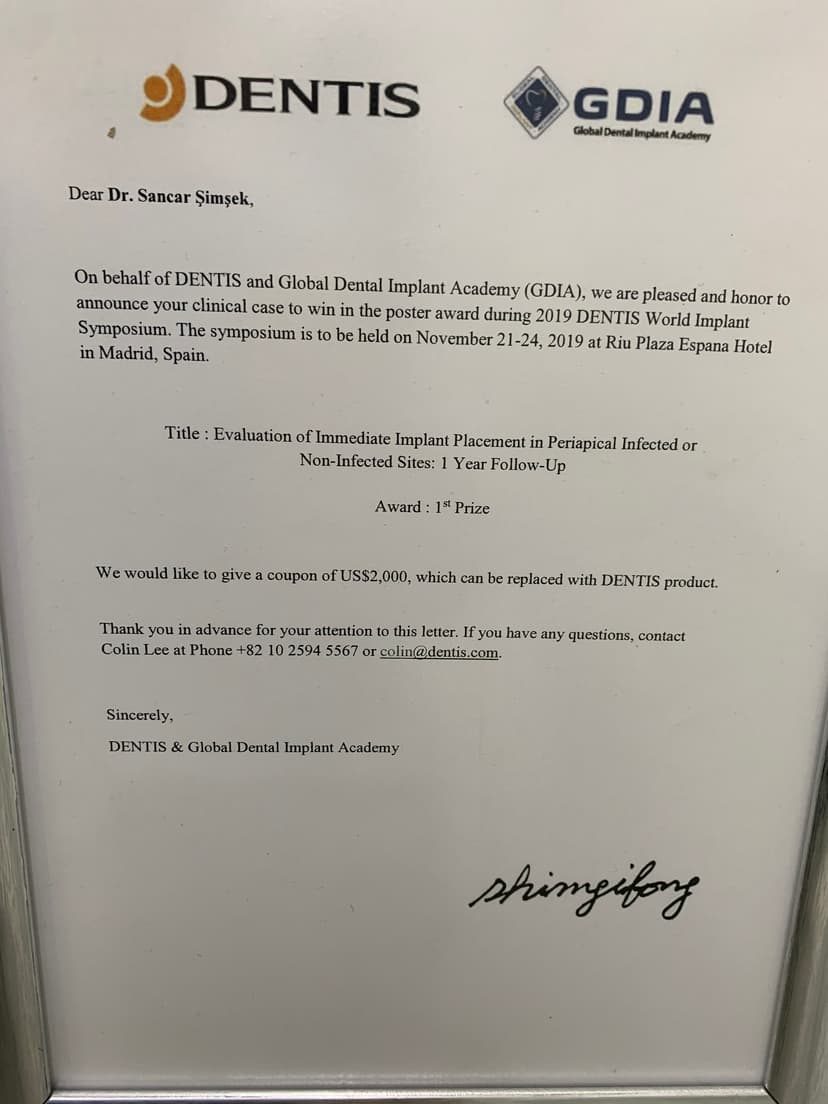 DENTIS
GDIA
Global Dental Implant Academy
Dear Dr. Sancar Şimşek,
On behalf of DENTIS and Global Dental Implant Academy (GDIA), we are pleased and honor to
announce your clinical case to win in the poster award during 2019 DENTIS World Implant
Symposium. The symposium is to be held on November 21-24, 2019 at Riu Plaza Espana Hotel
in Madrid, Spain.
Title : Evaluation of Immediate Implant Placement in Periapical Infected or
Non-Infected Sites: 1 Year Follow-Up
Award : 1st Prize
We would like to give a coupon of US$2,000, which can be replaced with DENTIS product.
Thank you in advance for your attention to this letter. If you have any questions, contact
Colin Lee at Phone +82 10 2594 5567 or colin@dentis.com.
Sincerely,
DENTIS & Global Dental Implant Academy